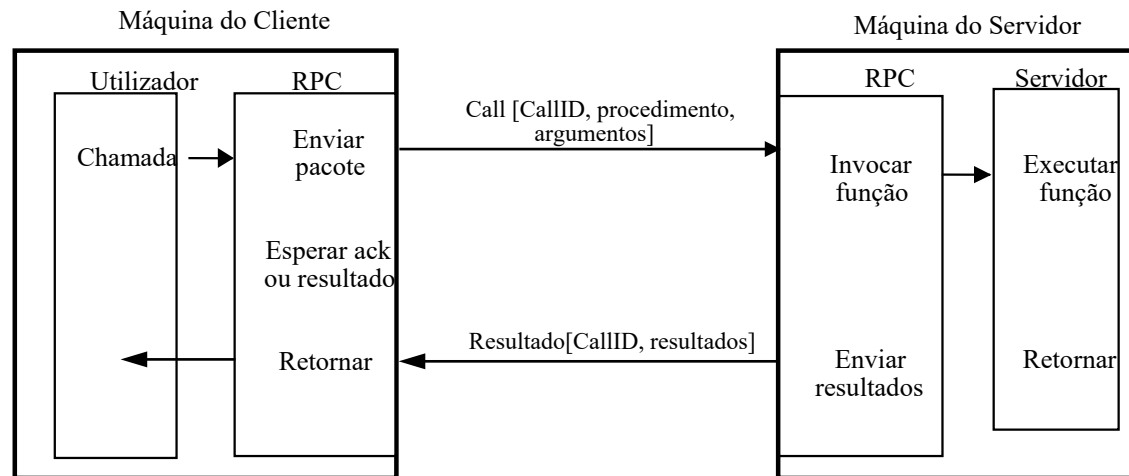 Máquina do Cliente
Máquina do Servidor
Utilizador
RPC
RPC
Servidor
Call [CallID, procedimento,
argumentos]
Chamada
Enviar
pacote
Invocar
função
Executar
função
Esperar ack
ou resultado
Resultado[CallID, resultados]
Retornar
Enviar
resultados
Retornar